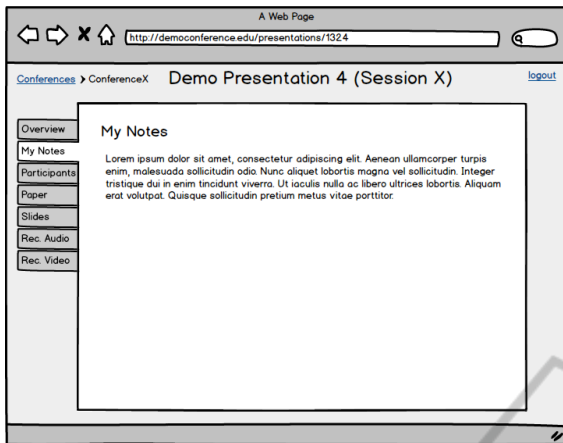 A Web Page
http://democonference.edu/presentations/1324
Conferences > ConferenceX
Demo Presentation 4 (Session X)
logout
Overview
My Notes
Participants
Paper
Slides
Rec. Audio
Rec. Video
My Notes
Lorem ipsum dolor sit amet, consectetur adipiscing elit. Aenean ullamcorper turpis
enim, malesuada sollicitudin odio. Nunc aliquet lobortis magna vel sollicitudin. Integer
tristique dui in enim tincidunt viverra. Ut iaculis nulla ac libero ultrices lobortis. Aliquam
erat volutpat. Quisque sollicitudin pretium metus vitae porttitor.